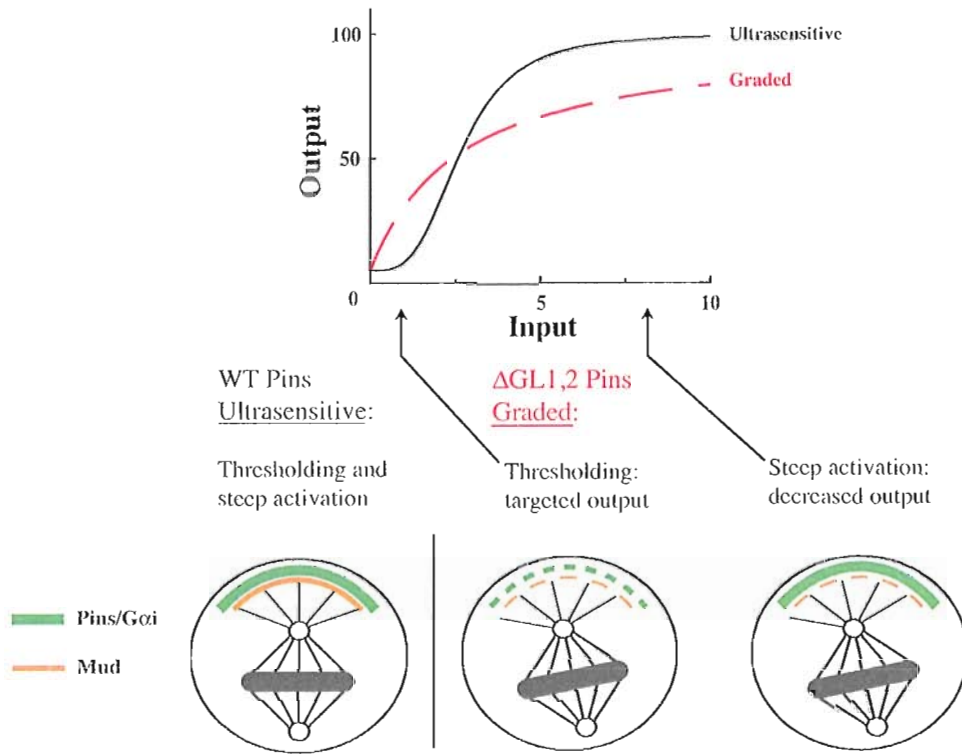 100
Ultrasensitive
Graded
Output
50
0
5
10
Input
WT Pins
Ultrasensitive:
ΔGL1,2 Pins
Graded:
Thresholding and
steep activation
Thresholding:
targeted output
Steep activation:
decreased output
Pins/Gαi
Mud